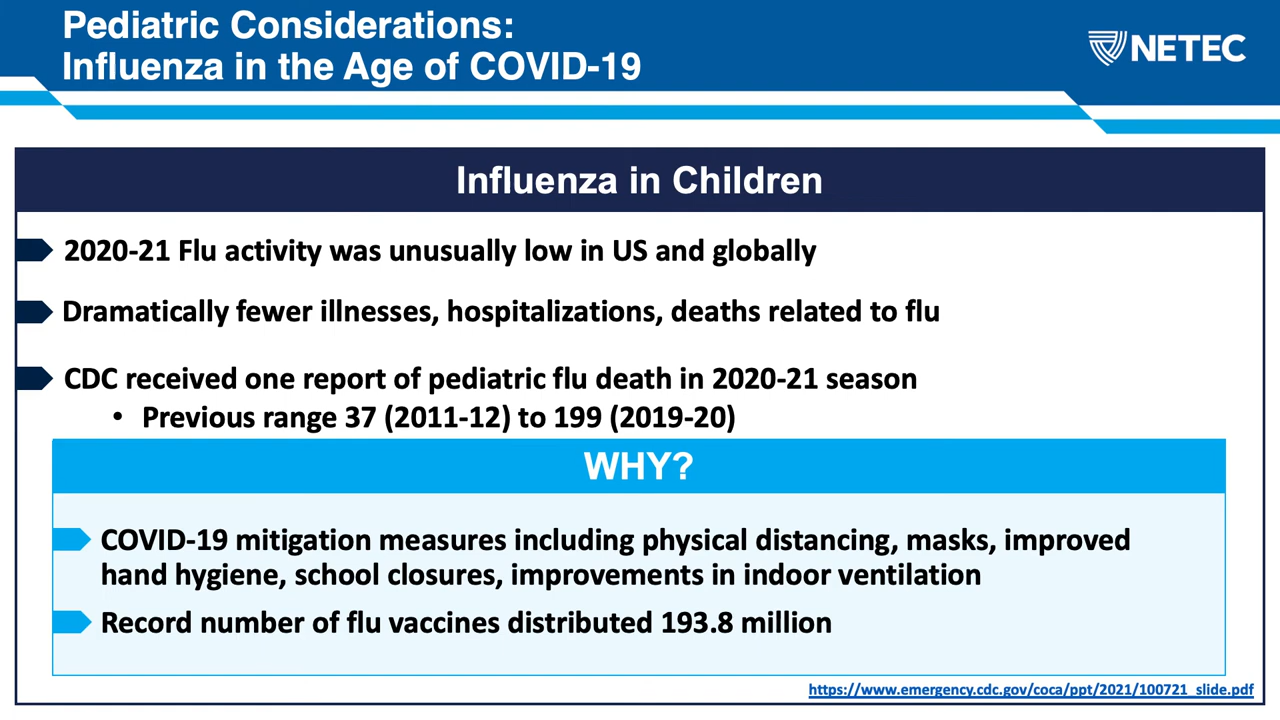 Pediatric Considerations:
Influenza in the Age of COVID-19
NETEC
Influenza in Children
2020-21 Flu activity was unusually low in US and globally
Dramatically fewer illnesses, hospitalizations, deaths related to flu
CDC received one report of pediatric flu death in 2020-21 season
• Previous range 37 (2011-12) to 199 (2019-20)
WHY?
COVID-19 mitigation measures including physical distancing, masks, improved
hand hygiene, school closures, improvements in indoor ventilation
Record number of flu vaccines distributed 193.8 million
https://www.emergency.cdc.gov/coca/ppt/2021/100721_slide.pdf